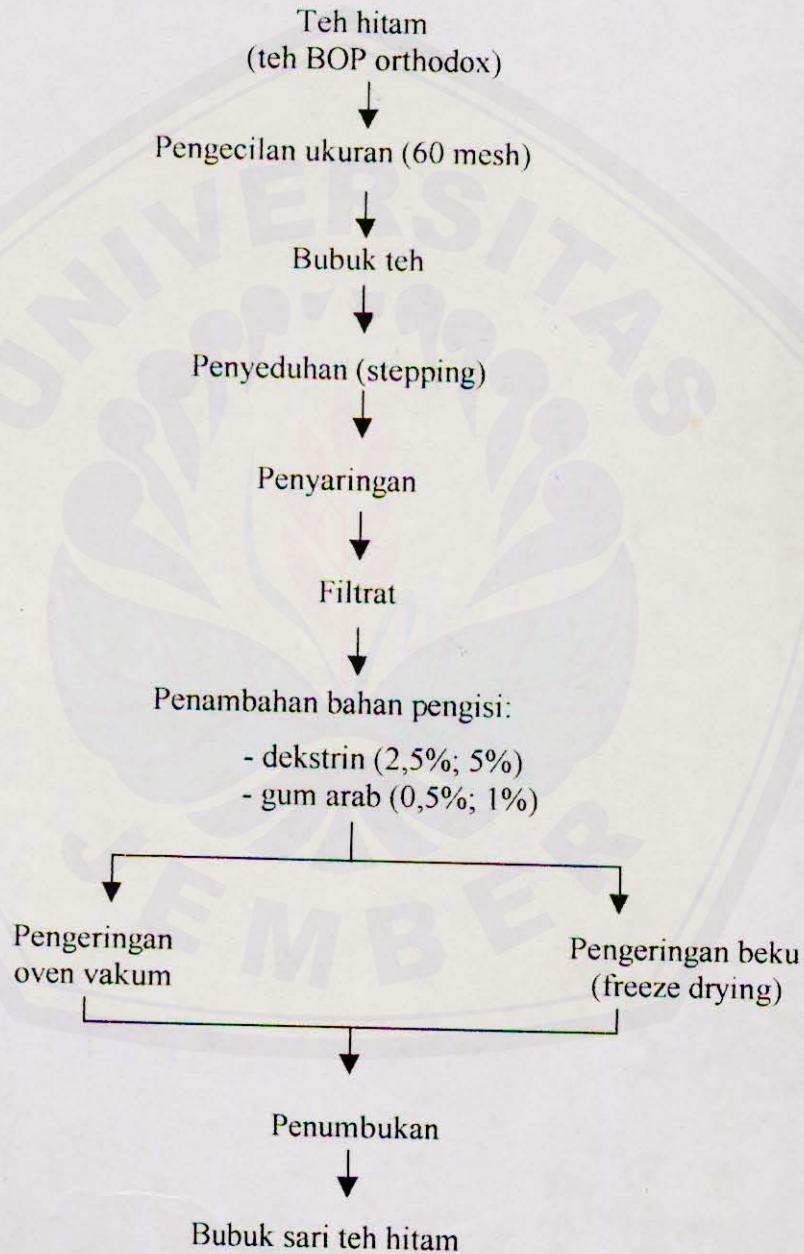 Teh hitam
(teh BOP orthodox)
Pengecilan ukuran (60 mesh)
Bubuk teh
Penyeduhan (stepping)
Penyaringan
Filtrat
Penambahan bahan pengisi:
- dekstrin (2,5%; 5%)
- gum arab (0,5%; 1%)
Pengeringan
oven vakum
Pengeringan beku
(freeze drying)
Penumbukan
Bubuk sari teh hitam
UNIVERSITAS
JEMBER